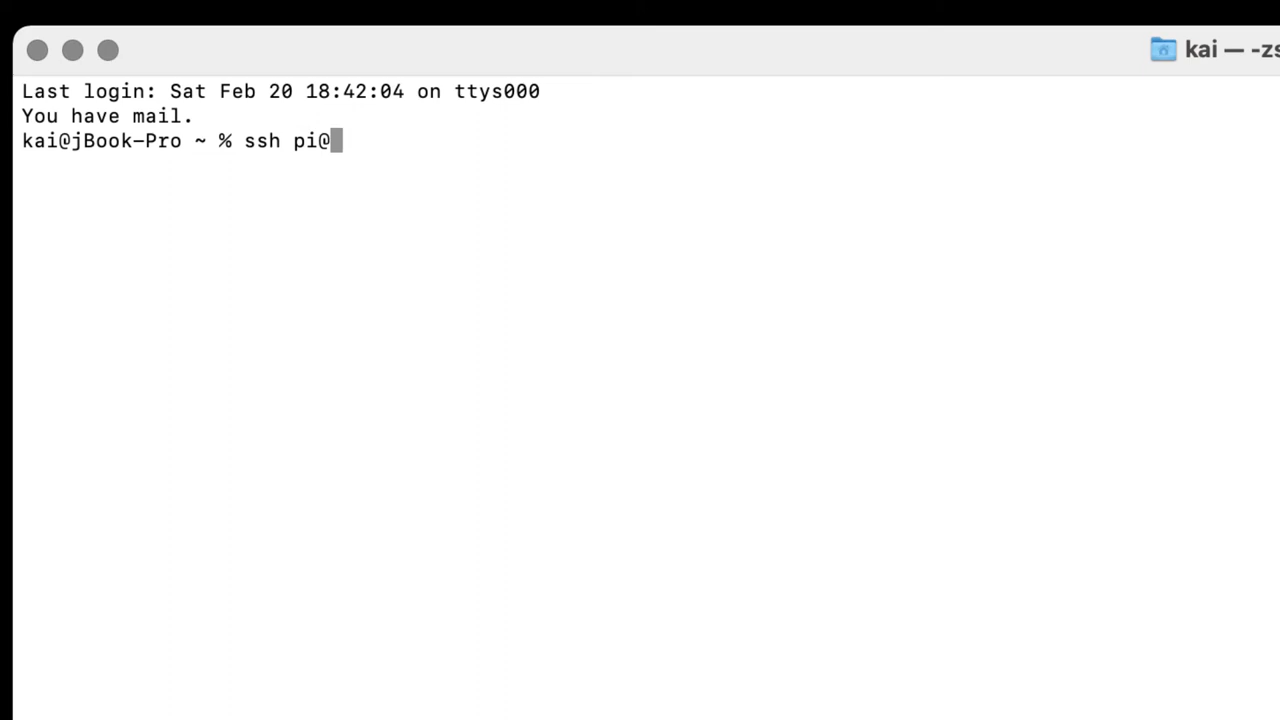 kai — -zs
Last login: Sat Feb 20 18:42:04 on ttys000
You have mail.
kai@jBook-Pro ~ % ssh pi@